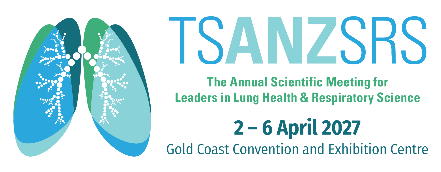 TSANZSRS
The Annual Scientific Meeting for
Leaders in Lung Health & Respiratory Science
2 – 6 April 2027
Gold Coast Convention and Exhibition Centre